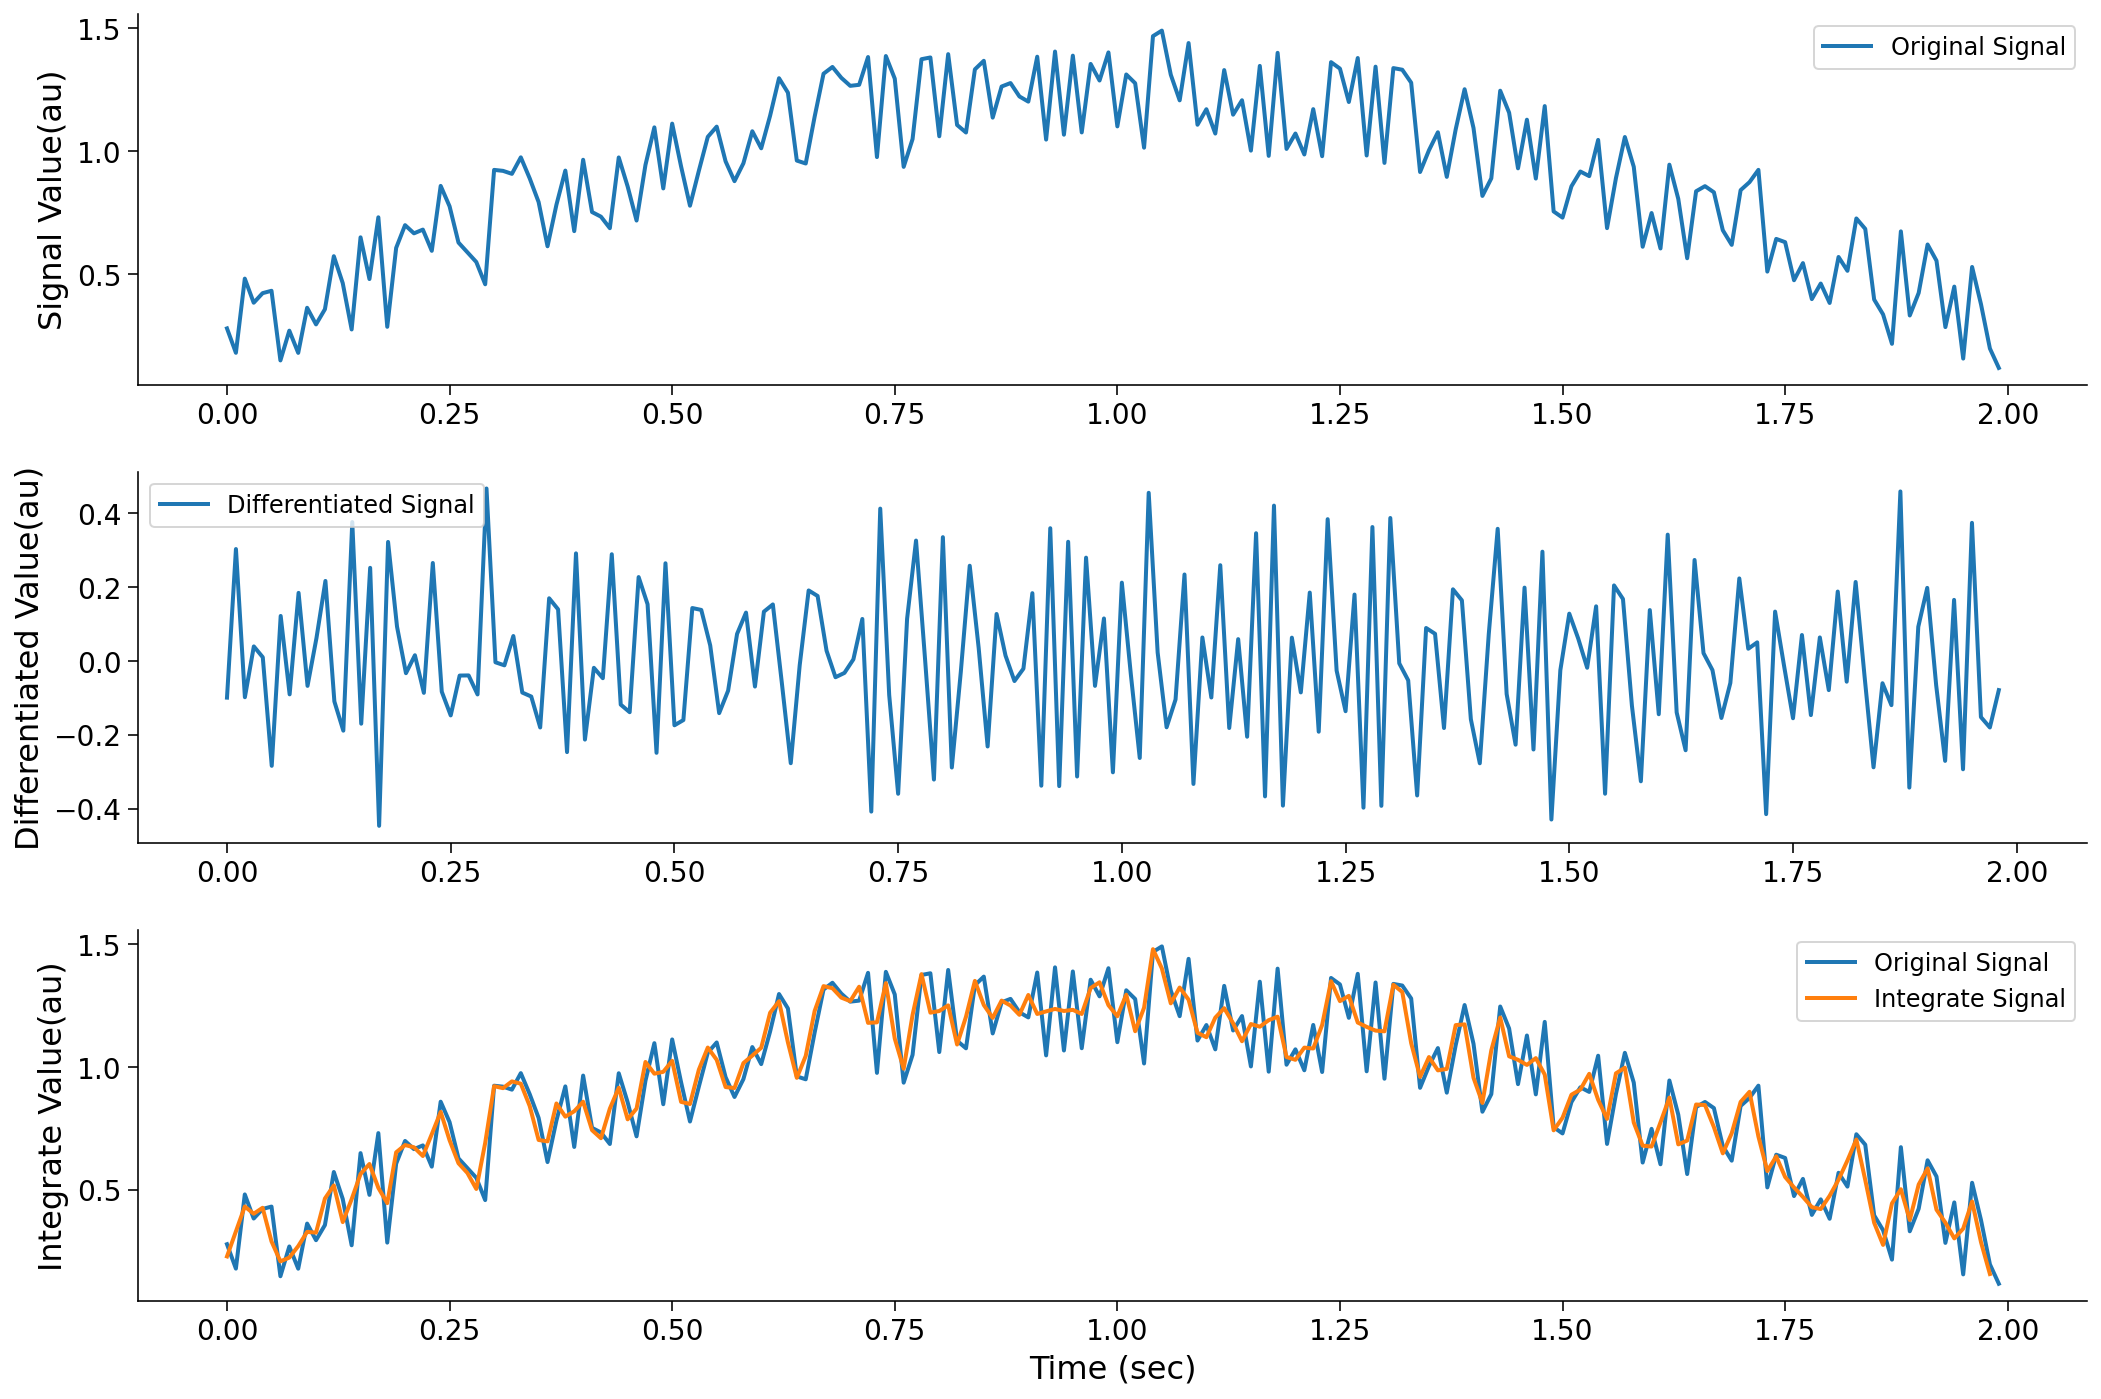 Signal Value(au)
1.5
1.0
0.5
Original Signal
0.00 0.25 0.50 0.75 1.00 1.25 1.50 1.75 2.00
Differentiated Value(au)
0.4
0.2
0.0
−0.2
−0.4
Differentiated Signal
0.00 0.25 0.50 0.75 1.00 1.25 1.50 1.75 2.00
Integrate Value(au)
1.5
1.0
0.5
Original Signal
Integrate Signal
0.00 0.25 0.50 0.75 1.00 1.25 1.50 1.75 2.00
Time (sec)